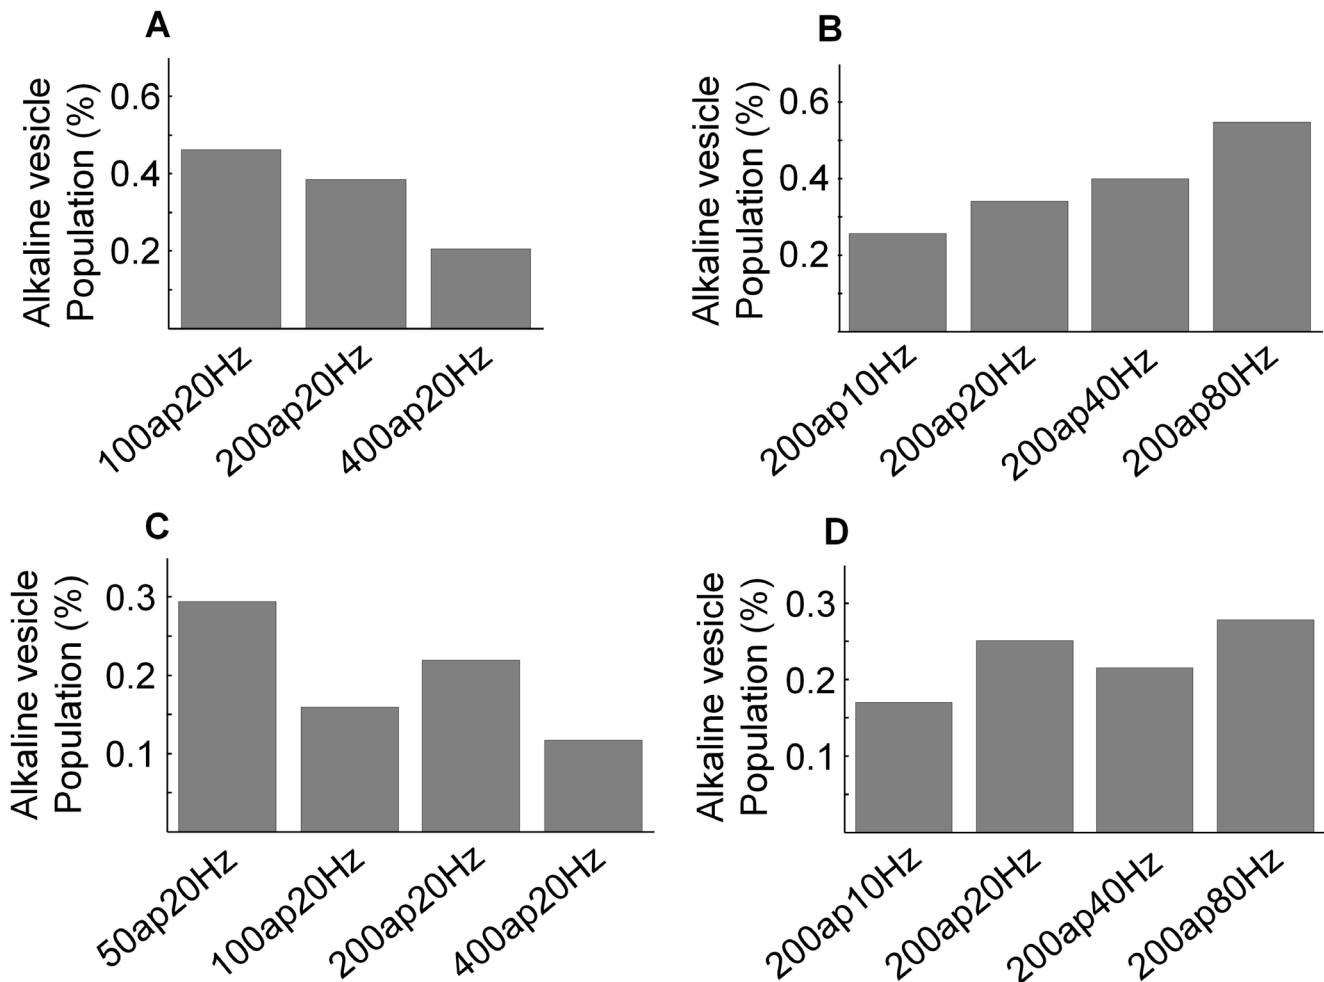 A
Alkaline vesicle
Population (%)
0.6
0.4
0.2
100ap20Hz
200ap20Hz
400ap20Hz
B
Alkaline vesicle
Population (%)
0.6
0.4
0.2
200ap10Hz
200ap20Hz
200ap40Hz
200ap80Hz
C
Alkaline vesicle
Population (%)
0.3
0.2
0.1
50ap20Hz
100ap20Hz
200ap20Hz
400ap20Hz
D
Alkaline vesicle
Population (%)
0.3
0.2
0.1
200ap10Hz
200ap20Hz
200ap40Hz
200ap80Hz